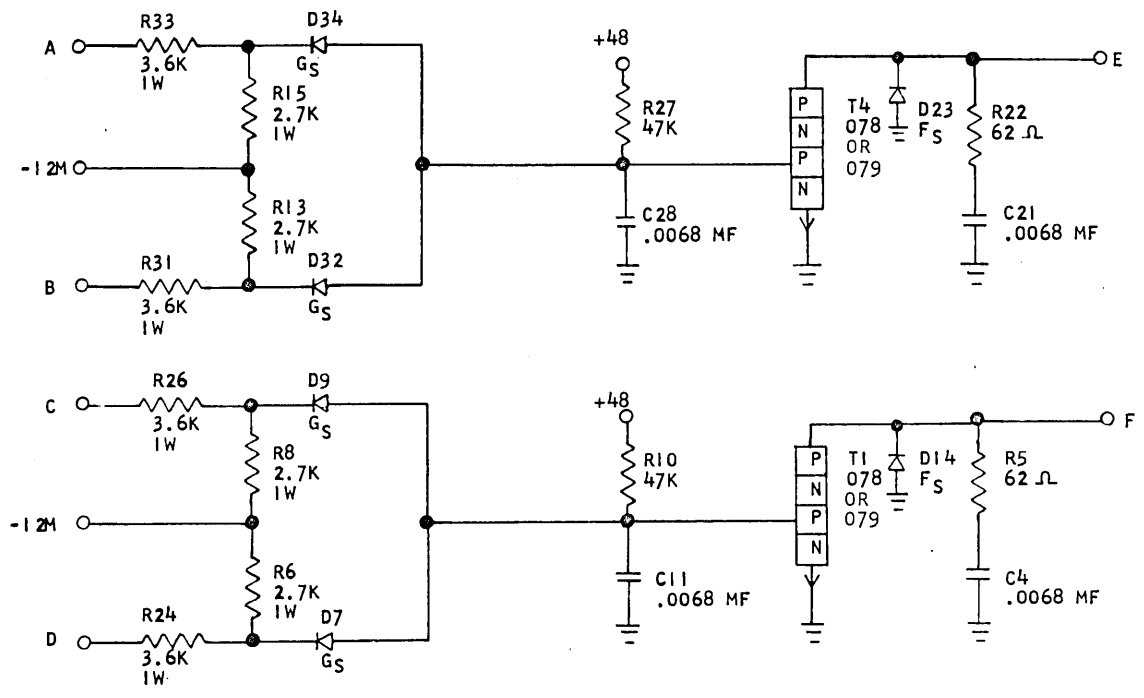 A
R33
3.6K
1W
D34
GS
R15
2.7K
1W
-12M
R13
2.7K
1W
B
R31
3.6K
1W
D32
GS
+48
R27
47K
C28
.0068 MF
P
N
P
N
T4
078
OR
079
D23
FS
R22
62 Ω
C21
.0068 MF
E
C
R26
3.6K
1W
D9
GS
R8
2.7K
1W
-12M
R6
2.7K
1W
D
R24
3.6K
1W
D7
GS
+48
R10
47K
C11
.0068 MF
P
N
P
N
T1
078
OR
079
D14
FS
R5
62 Ω
C4
.0068 MF
F